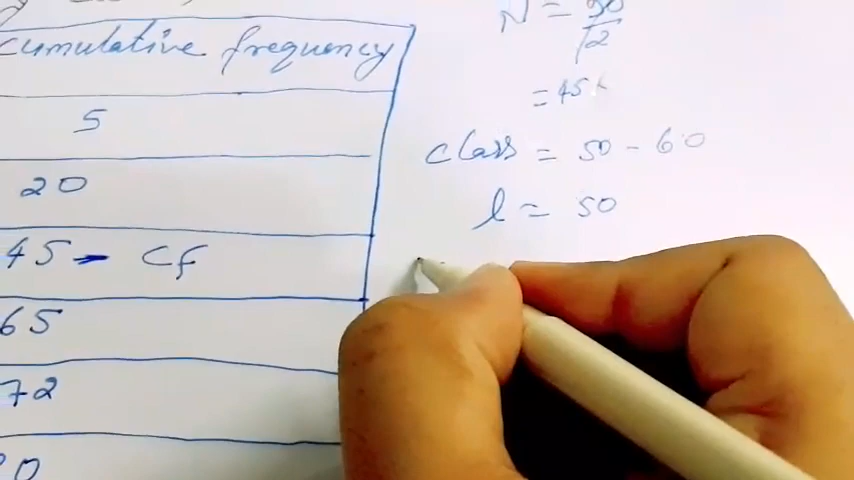 cumulative frequency
5
20
45 - cf
65
72
N = 90
2
= 45
class = 50 - 60
l = 50